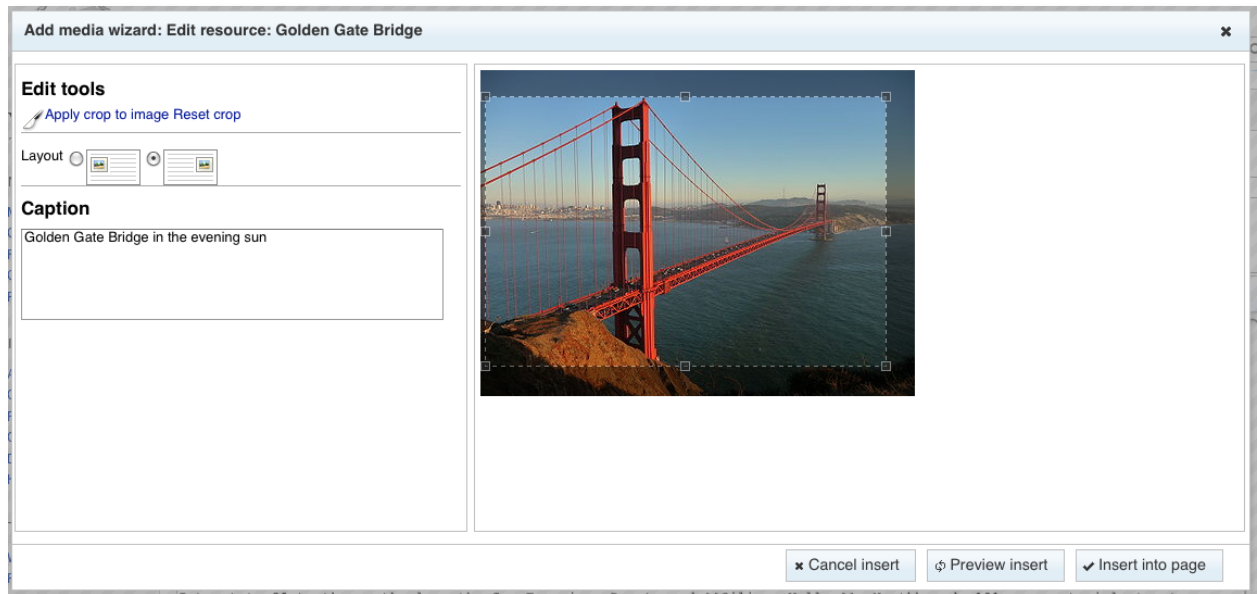 Add media wizard: Edit resource: Golden Gate Bridge
Edit tools
Apply crop to image Reset crop
Layout
Caption
Golden Gate Bridge in the evening sun
Cancel insert
Preview insert
Insert into page